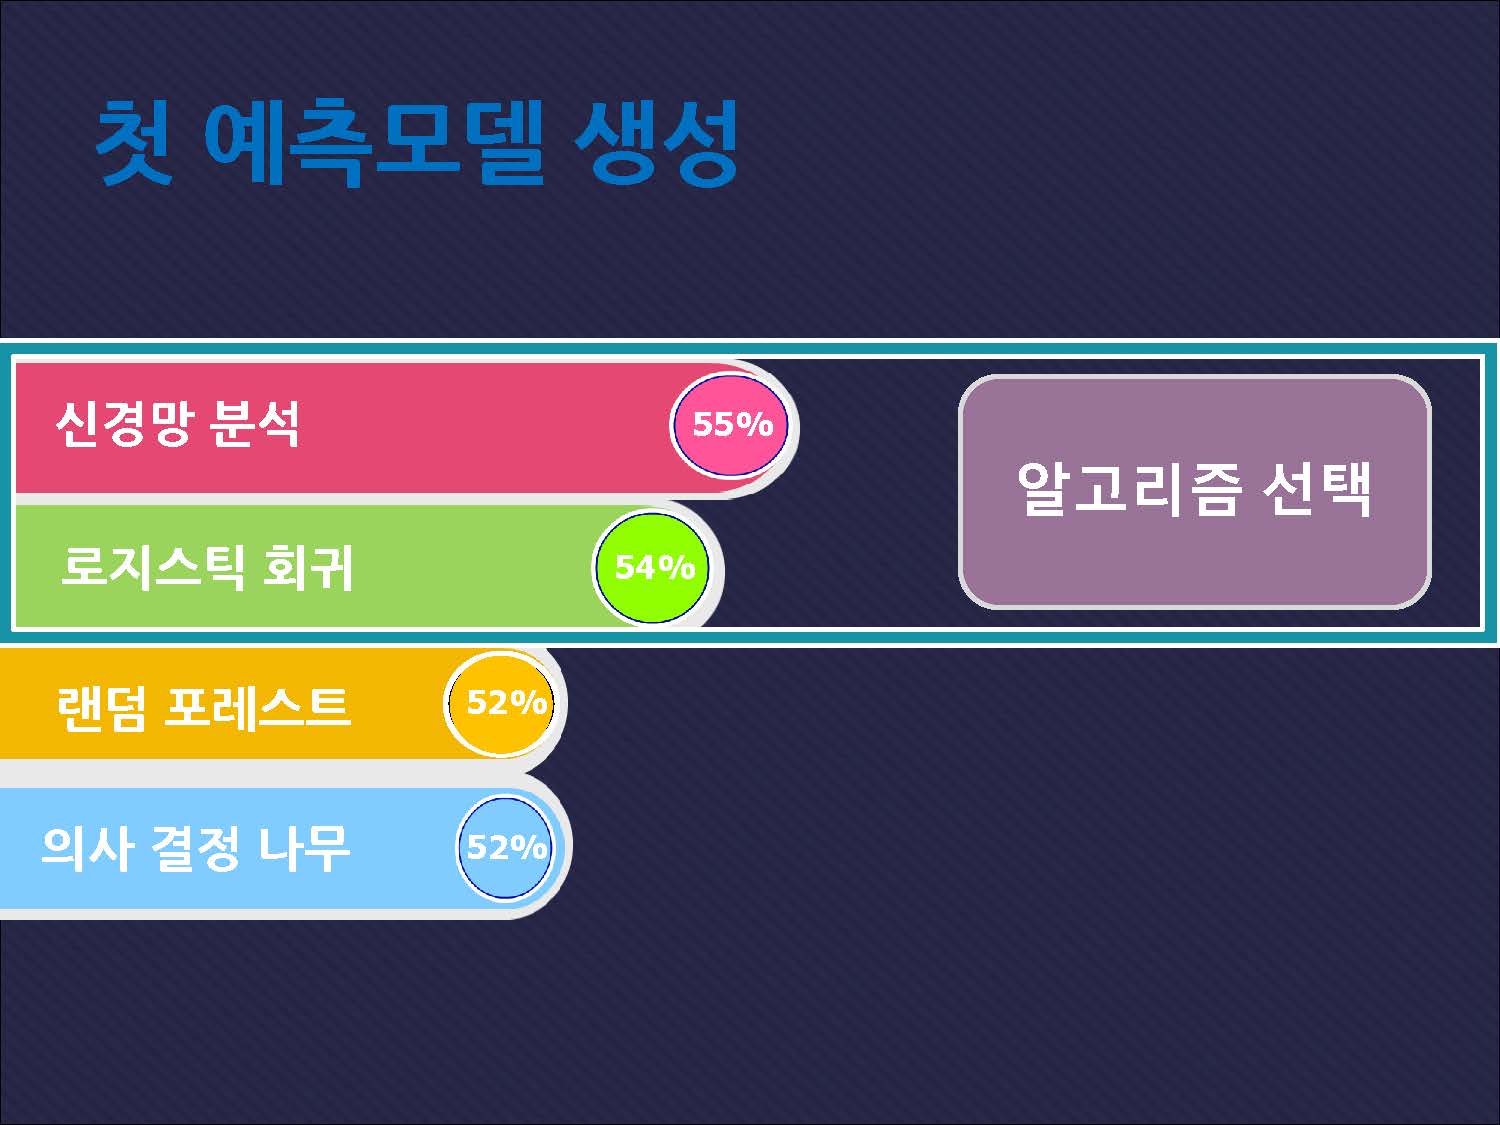 첫 예측모델 생성
신경망 분석
55%
알고리즘 선택
로지스틱 회귀
54%
랜덤 포레스트
52%
의사 결정 나무
52%